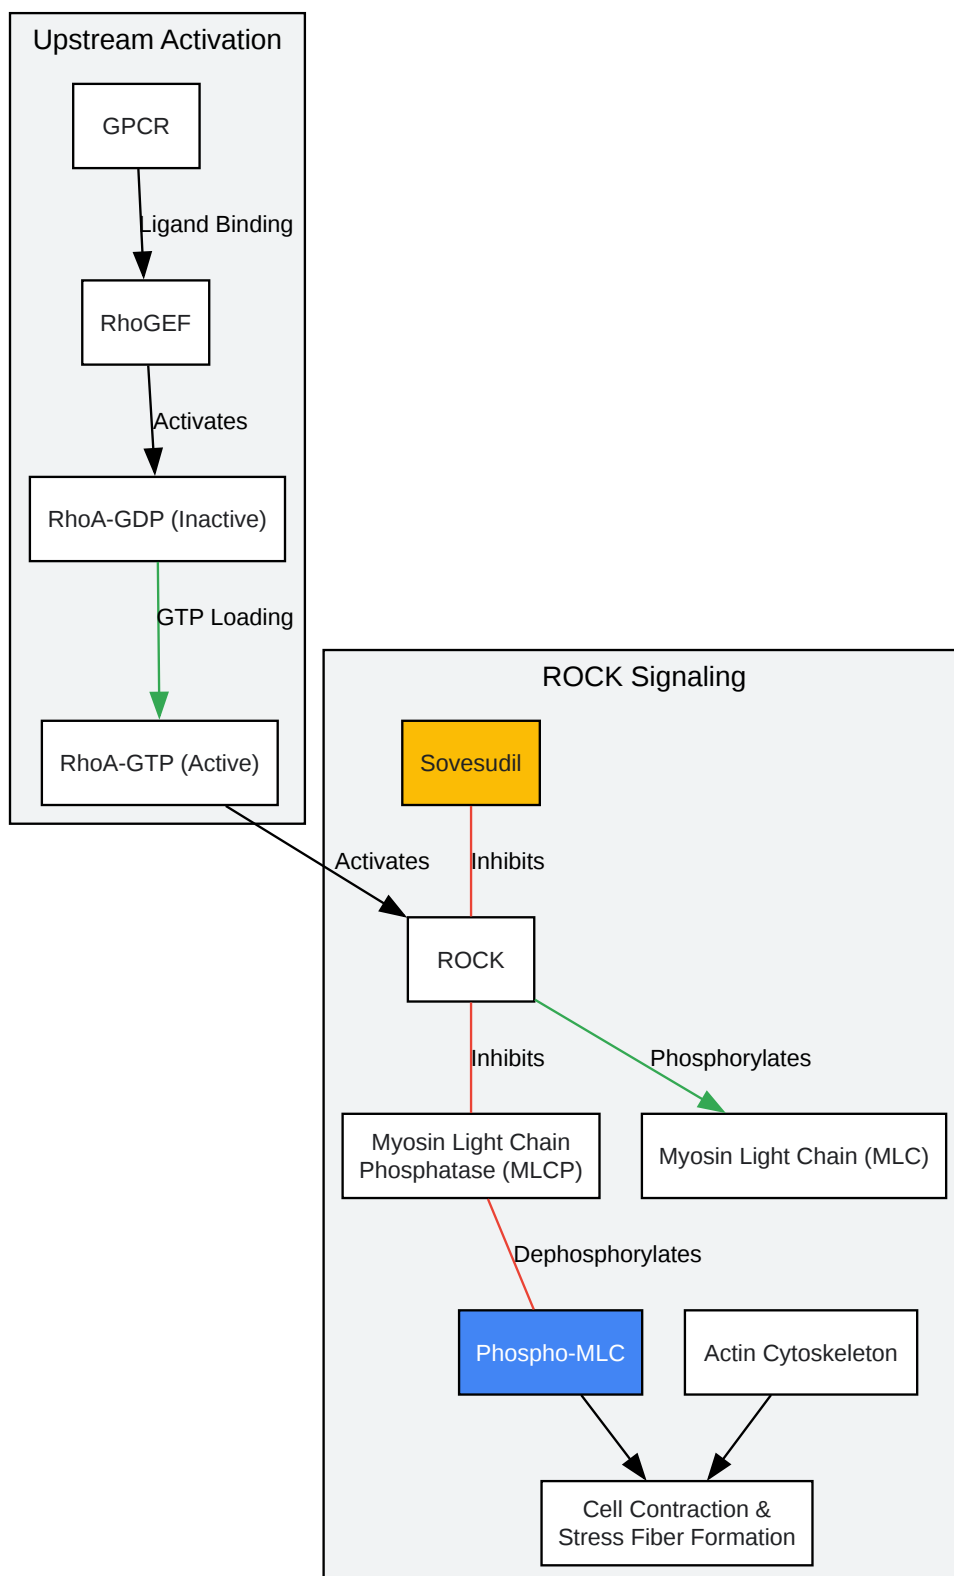 Upstream Activation
GPCR
Ligand Binding
RhoGEF
Activates
RhoA-GDP (Inactive)
GTP Loading
RhoA-GTP (Active)
ROCK Signaling
Sovesudil
Activates
Inhibits
ROCK
Inhibits
Phosphorylates
Myosin Light Chain
Phosphatase (MLCP)
Myosin Light Chain (MLC)
Dephosphorylates
Phospho-MLC
Actin Cytoskeleton
Cell Contraction &
Stress Fiber Formation